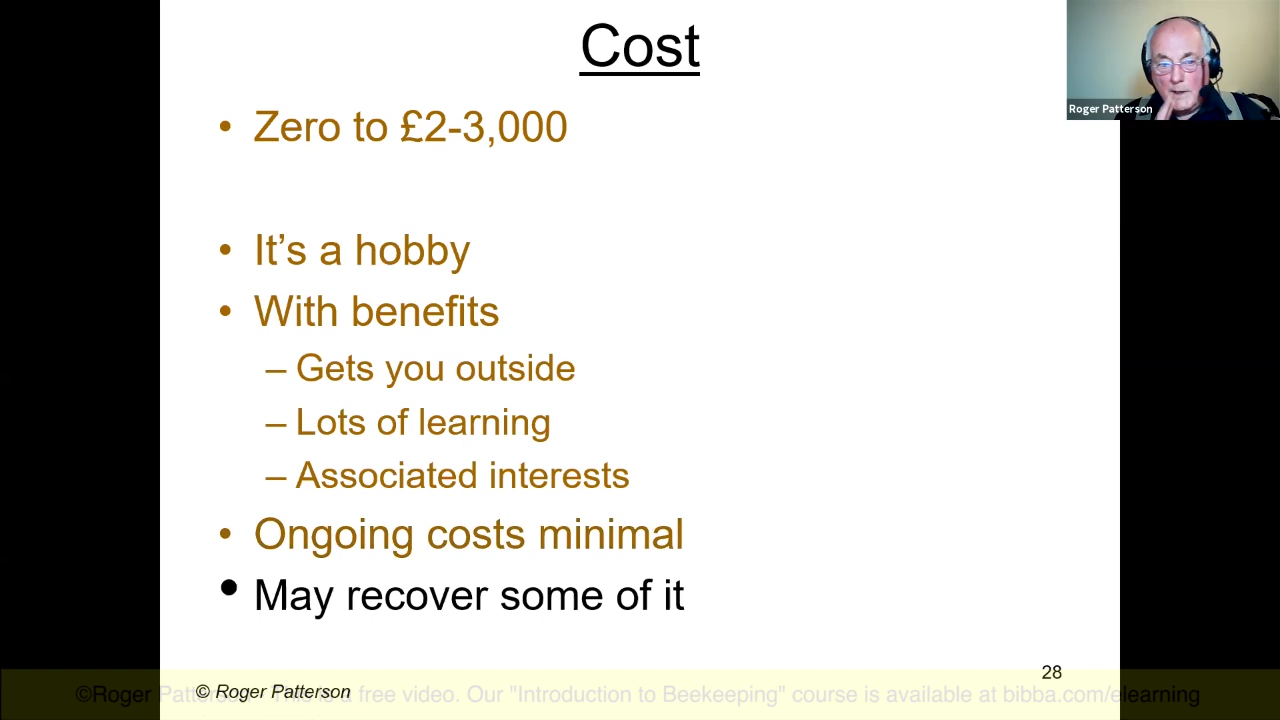 Cost
Roger Patterson
• Zero to £2-3,000
• It’s a hobby
• With benefits
– Gets you outside
– Lots of learning
– Associated interests
• Ongoing costs minimal
• May recover some of it
28
© Roger Patterson
©Roger is a free video. Our "Introduction to Beekeeping" course is available at bibba.com/elearning